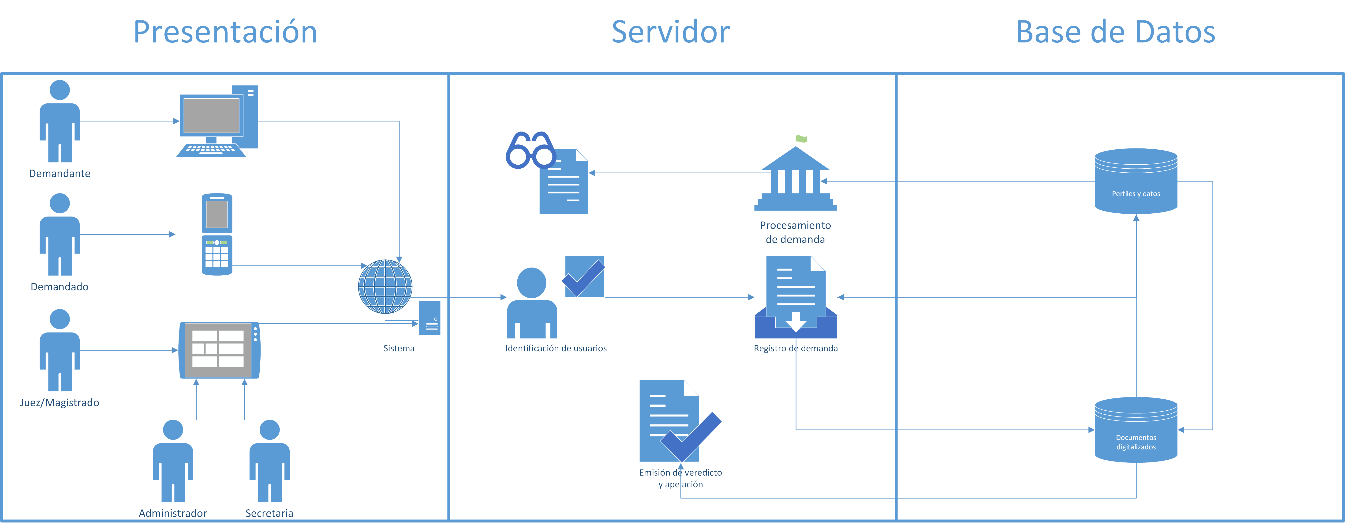 Presentación
Servidor
Base de Datos
Demandante
Demandado
Juez/Magistrado
Administrador
Secretaria
Sistema
Identificación de usuarios
Procesamiento
de demanda
Registro de demanda
Emisión de veredicto
y apelación
Perfiles y datos
Documentos
digitalizados